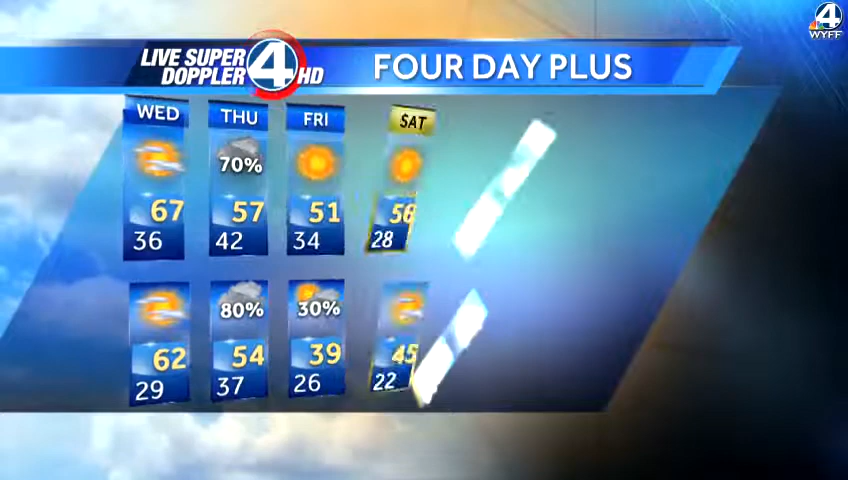 4
WYFF
LIVE SUPER
DOPPLER 4 HD
FOUR DAY PLUS
WED THU FRI SAT
70%
67 57 51 56
36 42 34 28
80% 30%
62 54 39 45
29 37 26 22